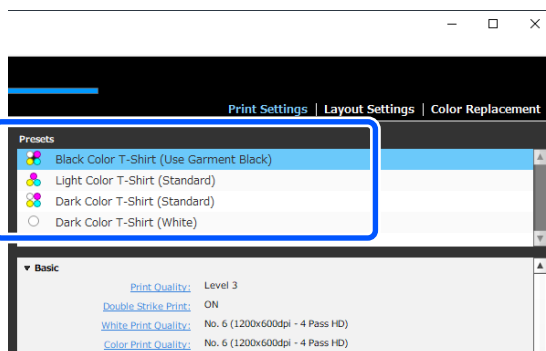 Print Settings | Layout Settings | Color Replacement
Presets
Black Color T-Shirt (Use Garment Black)
Light Color T-Shirt (Standard)
Dark Color T-Shirt (Standard)
Dark Color T-Shirt (White)
▼ Basic
Print Quality: Level 3
Double Strike Print: ON
White Print Quality: No. 6 (1200x600dpi - 4 Pass HD)
Color Print Quality: No. 6 (1200x600dpi - 4 Pass HD)